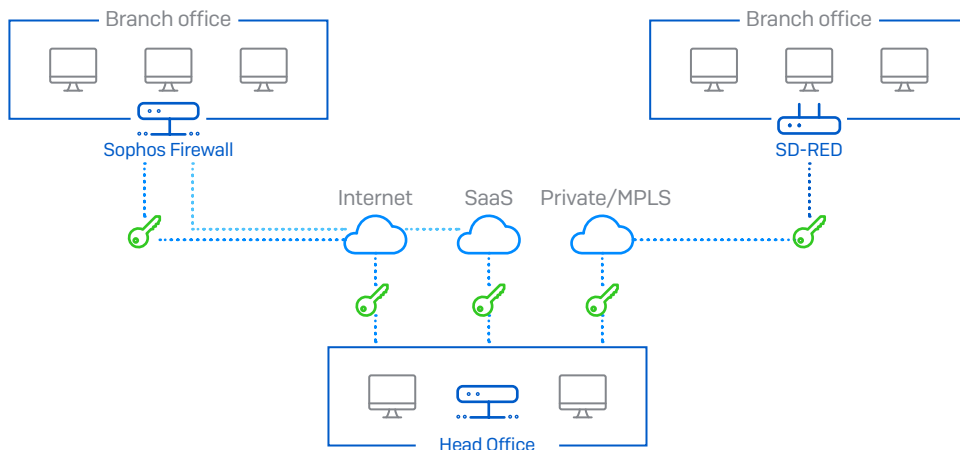 Branch office
Branch office
Sophos Firewall
SD-RED
Internet
SaaS
Private/MPLS
Head Office